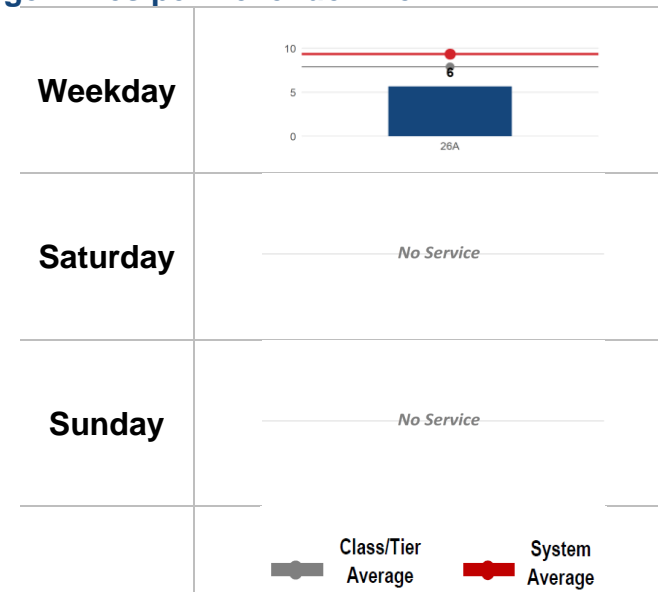 Weekday
10
6
5
0
26A
Saturday
No Service
Sunday
No Service
Class/Tier
Average
System
Average